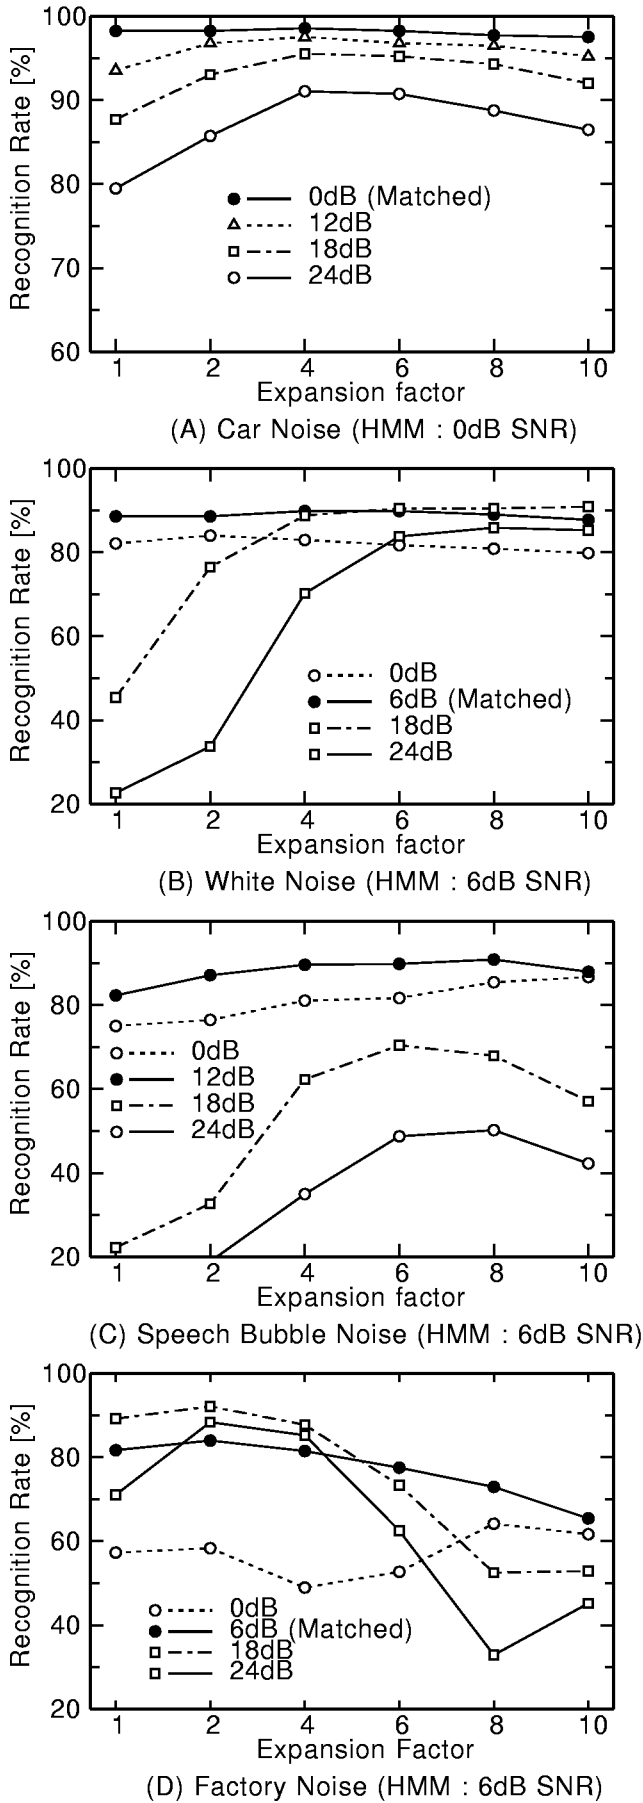 100
90
80
70
60
Recognition Rate [%]
0dB (Matched)
12dB
18dB
24dB
1 2 4 6 8 10
Expansion factor
(A) Car Noise (HMM : 0dB SNR)
100
80
60
40
20
Recognition Rate [%]
0dB
6dB (Matched)
18dB
24dB
1 2 4 6 8 10
Expansion factor
(B) White Noise (HMM : 6dB SNR)
100
80
60
40
20
Recognition Rate [%]
0dB
12dB
18dB
24dB
1 2 4 6 8 10
Expansion factor
(C) Speech Bubble Noise (HMM : 6dB SNR)
100
80
60
40
20
Recognition Rate [%]
0dB
6dB (Matched)
18dB
24dB
1 2 4 6 8 10
Expansion Factor
(D) Factory Noise (HMM : 6dB SNR)